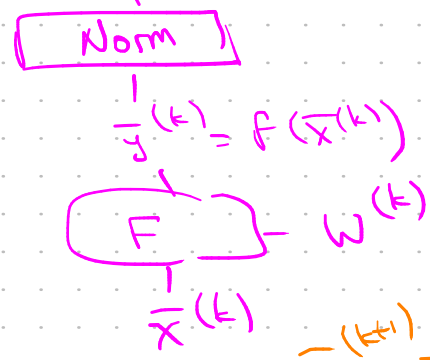 Norm
y̅^(k) = f(x̅^(k))
F
W^(k)
x̅^(k)
(k+1)